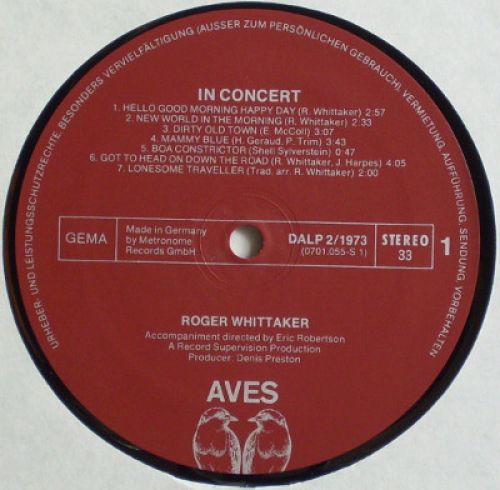 URHEBER- UND LEISTUNGSSCHUTZRECHTE, BESONDERS VERVIELFÄLTIGUNG (AUSSER ZUM PERSÖNLICHEN GEBRAUCH), VERMIETUNG, AUFFÜHRUNG, SENDUNG VORBEHALTEN
IN CONCERT
1. HELLO GOOD MORNING HAPPY DAY (R. Whittaker) 2:57
2. NEW WORLD IN THE MORNING (R. Whittaker) 2:33
3. DIRTY OLD TOWN (E. McColl) 3:07
4. MAMMY BLUE (H. Geraud, P. Trim) 3:43
5. BOA CONSTRICTOR (Shell Sylverstein) 0:47
6. GOT TO HEAD ON DOWN THE ROAD (R. Whittaker, J. Harpes) 4:05
7. LONESOME TRAVELLER (Trad. arr. R. Whittaker) 2:00
GEMA
Made in Germany
by Metronome
Records GmbH
DALP 2/1973
(0701.055-S 1)
STEREO
33
1
ROGER WHITTAKER
Accompaniment directed by Eric Robertson
A Record Supervision Production
Producer: Denis Preston
AVES